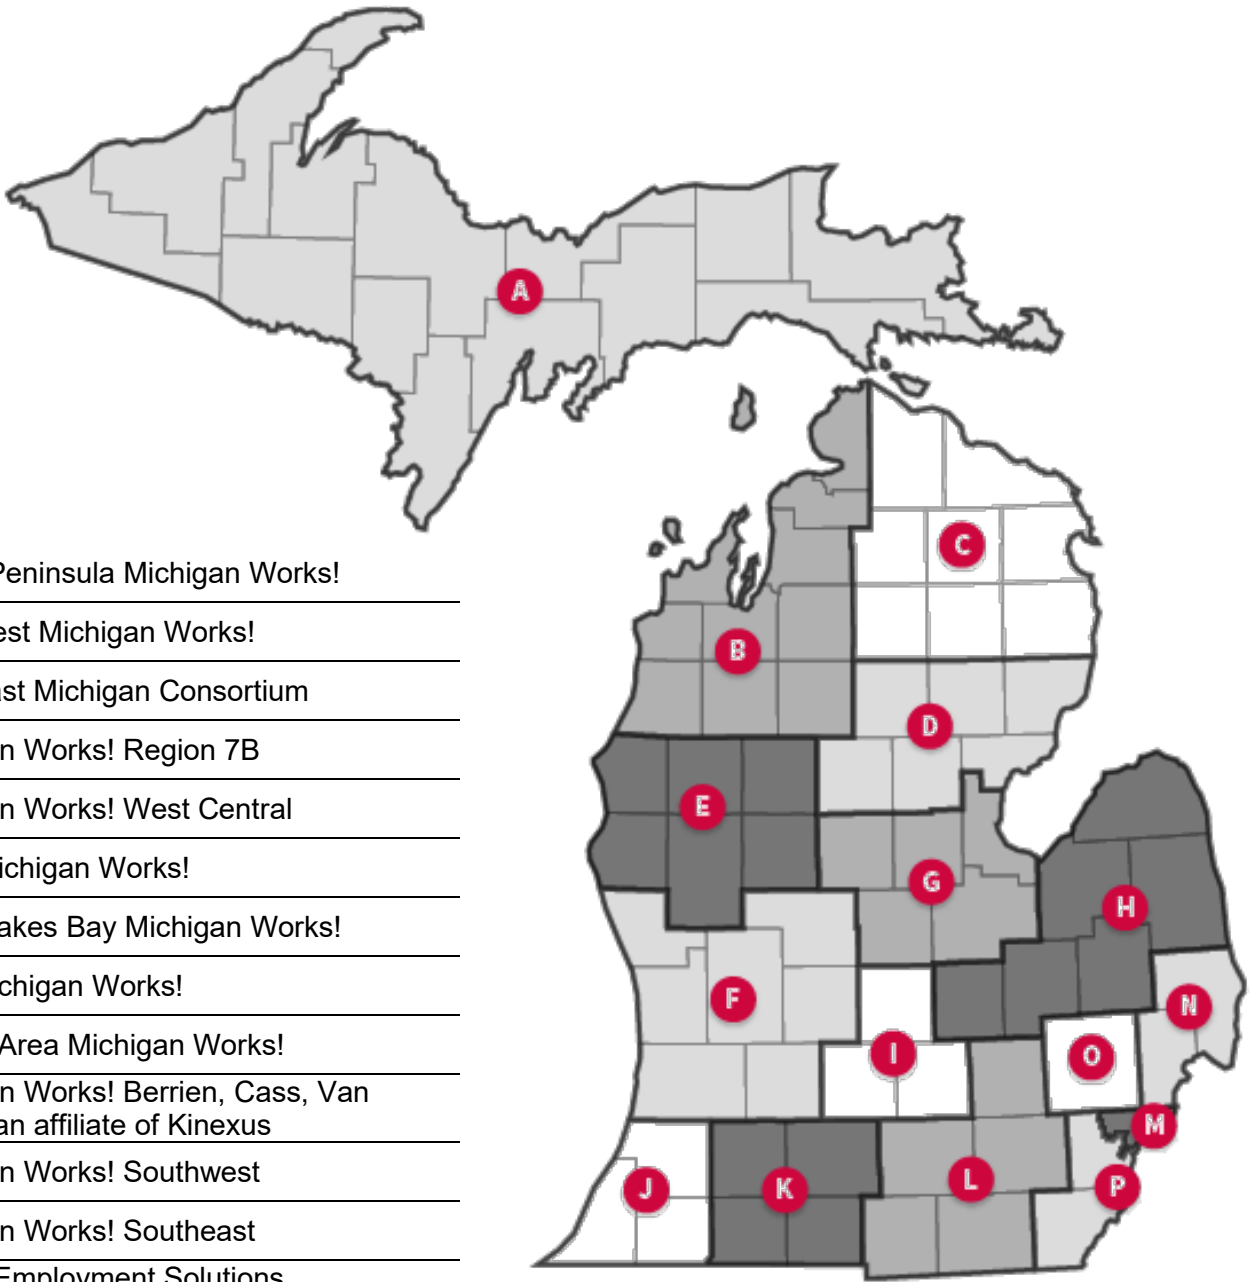 A
C
Peninsula Michigan Works!
est Michigan Works!
B
ast Michigan Consortium
D
n Works! Region 7B
E
n Works! West Central
ichigan Works!
G
H
akes Bay Michigan Works!
F
chigan Works!
N
Area Michigan Works!
I
O
n Works! Berrien, Cass, Van
an affiliate of Kinexus
M
n Works! Southwest
J
K
L
P
n Works! Southeast
Employment Solutions